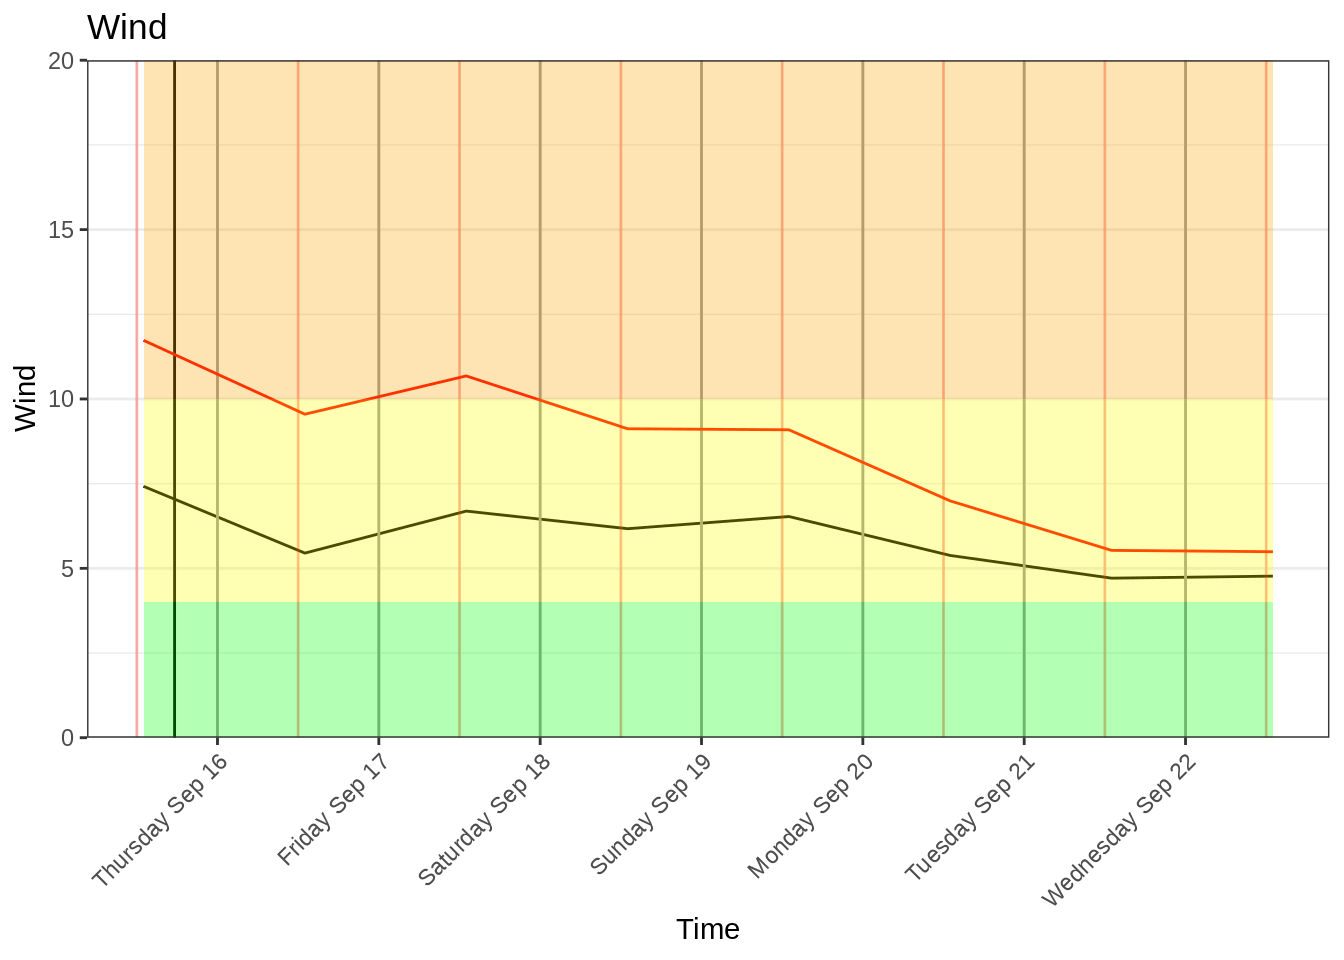 Wind
20
15
10
5
0
Wind
Thursday Sep 16
Friday Sep 17
Saturday Sep 18
Sunday Sep 19
Monday Sep 20
Tuesday Sep 21
Wednesday Sep 22
Time